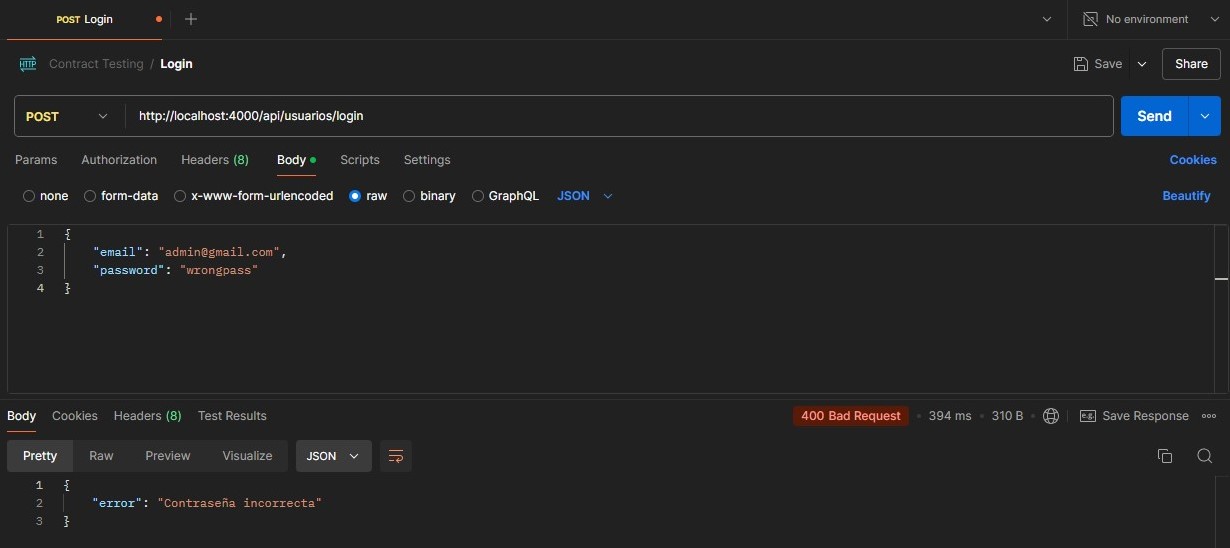 POST Login
No environment
HTTP Contract Testing / Login
Save
Share
POST
http://localhost:4000/api/usuarios/login
Send
Params Authorization Headers (8) Body Scripts Settings
Cookies
none form-data x-www-form-urlencoded raw binary GraphQL JSON
Beautify
1 {
2 "email": "admin@gmail.com",
3 "password": "wrongpass"
4 }
Body Cookies Headers (8) Test Results
400 Bad Request 394 ms 310 B
e.g. Save Response
Pretty Raw Preview Visualize JSON
1 {
2 "error": "Contraseña incorrecta"
3 }